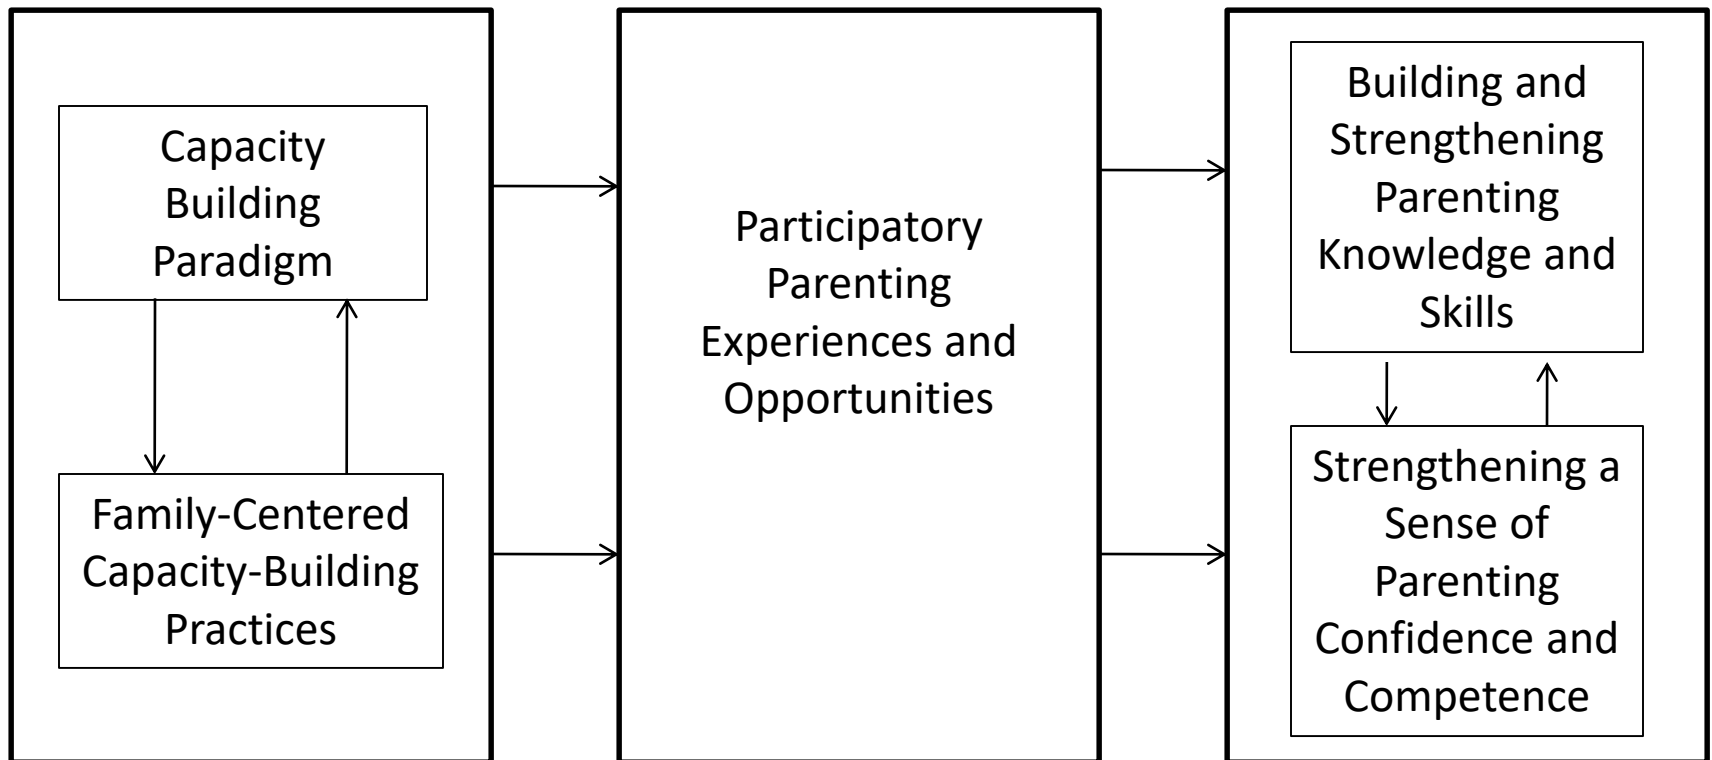 Capacity
Building
Paradigm
Family-Centered
Capacity-Building
Practices
Participatory
Parenting
Experiences and
Opportunities
Building and
Strengthening
Parenting
Knowledge and
Skills
Strengthening a
Sense of
Parenting
Confidence and
Competence